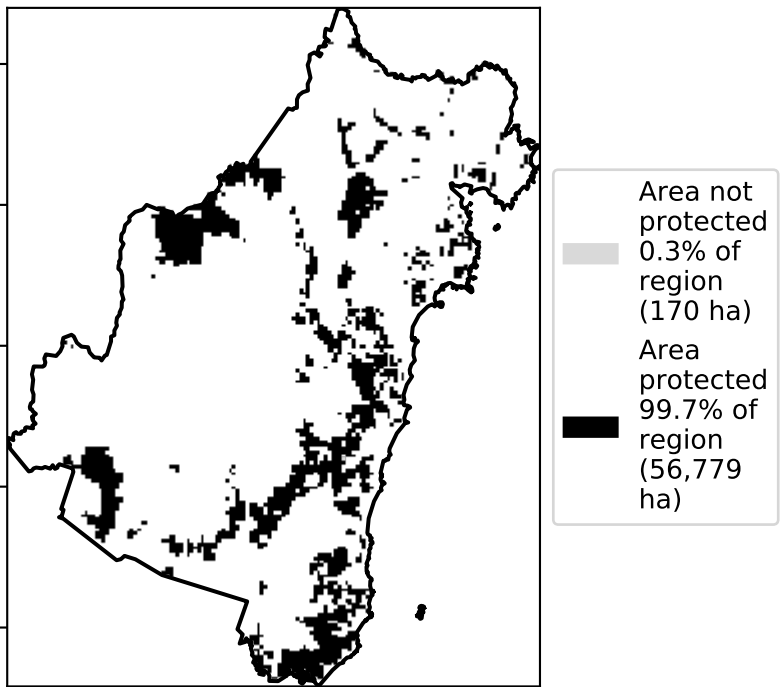 Area not
protected
0.3% of
region
(170 ha)
Area
protected
99.7% of
region
(56,779
ha)